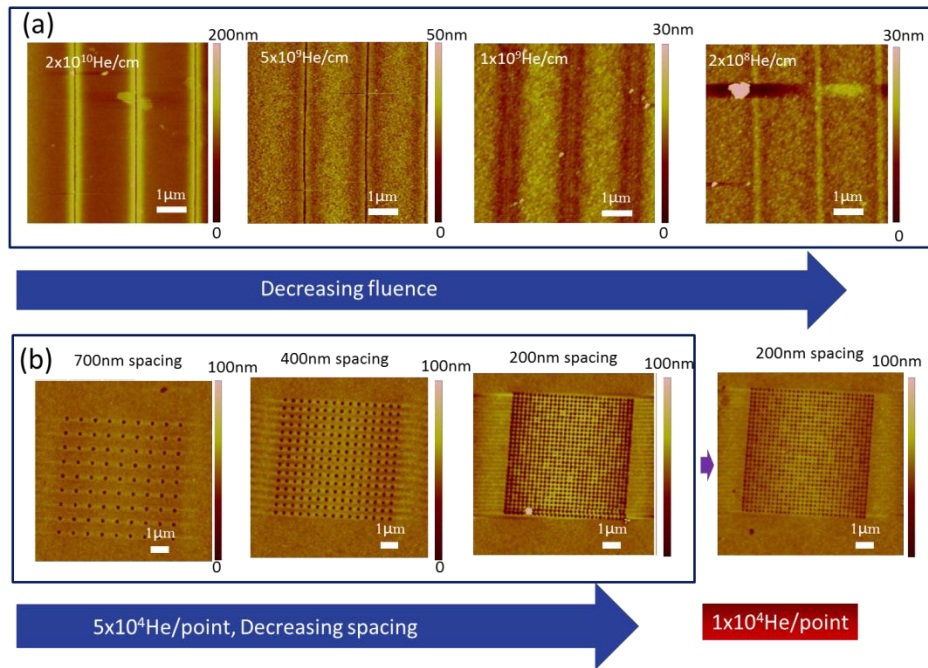 (a)
200nm
50nm
30nm
30nm
2x10¹⁰He/cm
5x10⁹He/cm
1x10⁹He/cm
2x10⁸He/cm
1μm
1μm
1μm
1μm
0
0
0
0
Decreasing fluence
(b)
700nm spacing
400nm spacing
200nm spacing
200nm spacing
100nm
100nm
100nm
100nm
1μm
1μm
1μm
1μm
0
0
0
0
5x10⁴He/point, Decreasing spacing
1x10⁴He/point